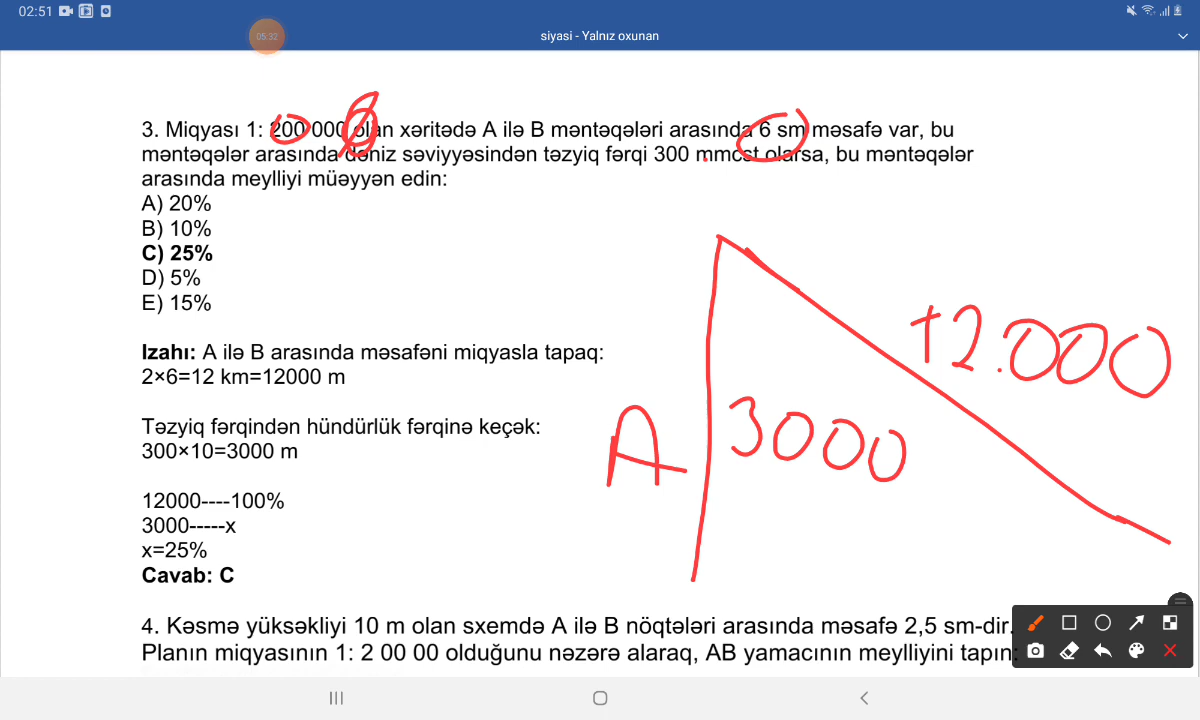 02:51
05:32
siyasi - Yalnız oxunan
3. Miqyası 1: 200 000 olan xəritədə A ilə B məntəqələri arasında 6 sm məsafə var, bu
məntəqələr arasında dəniz səviyyəsindən təzyiq fərqi 300 mmcst olarsa, bu məntəqələr
arasında meylliyi müəyyən edin:
A) 20%
B) 10%
C) 25%
D) 5%
E) 15%
Izahı: A ilə B arasında məsafəni miqyasla tapaq:
2×6=12 km=12000 m
Təzyiq fərqindən hündürlük fərqinə keçək:
300×10=3000 m
12000----100%
3000-----x
x=25%
Cavab: C
A
3000
12.000
4. Kəsmə yüksəkliyi 10 m olan sxemdə A ilə B nöqtələri arasında məsafə 2,5 sm-dir.
Planın miqyasının 1: 2 00 00 olduğunu nəzərə alaraq, AB yamacının meylliyini tapın: